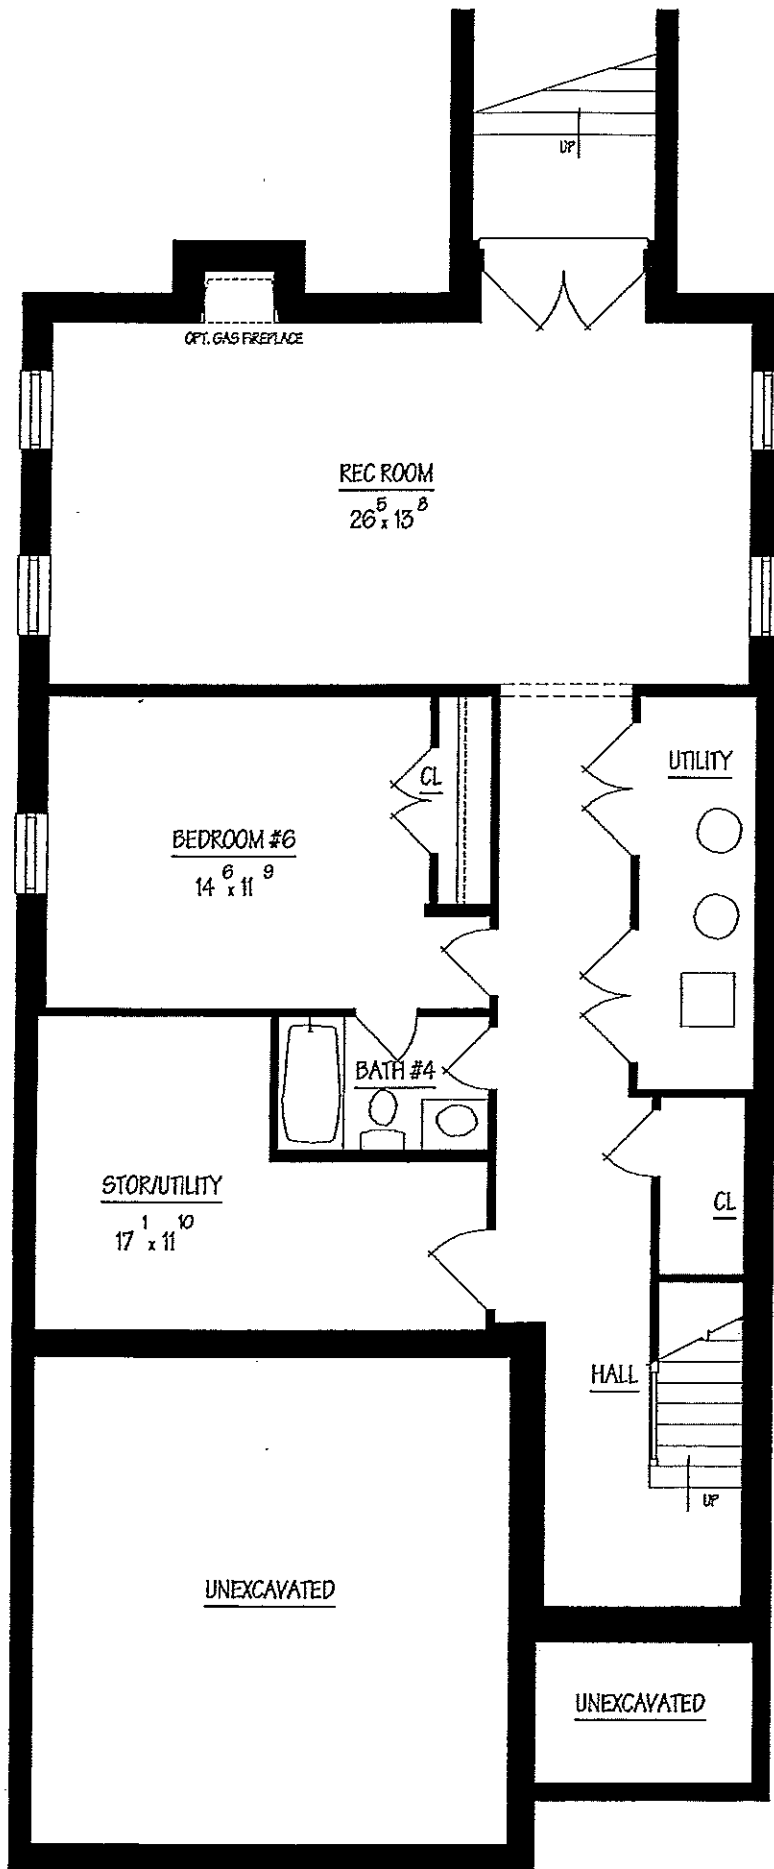 UP
OPT. GAS FIREPLACE
REC ROOM
26 5 x 13 8
UTILITY
CL
BEDROOM #6
14 6 x 11 9
BATH #4
STOR/UTILITY
17 1 x 11 10
CL
HALL
UP
UNEXCAVATED
UNEXCAVATED